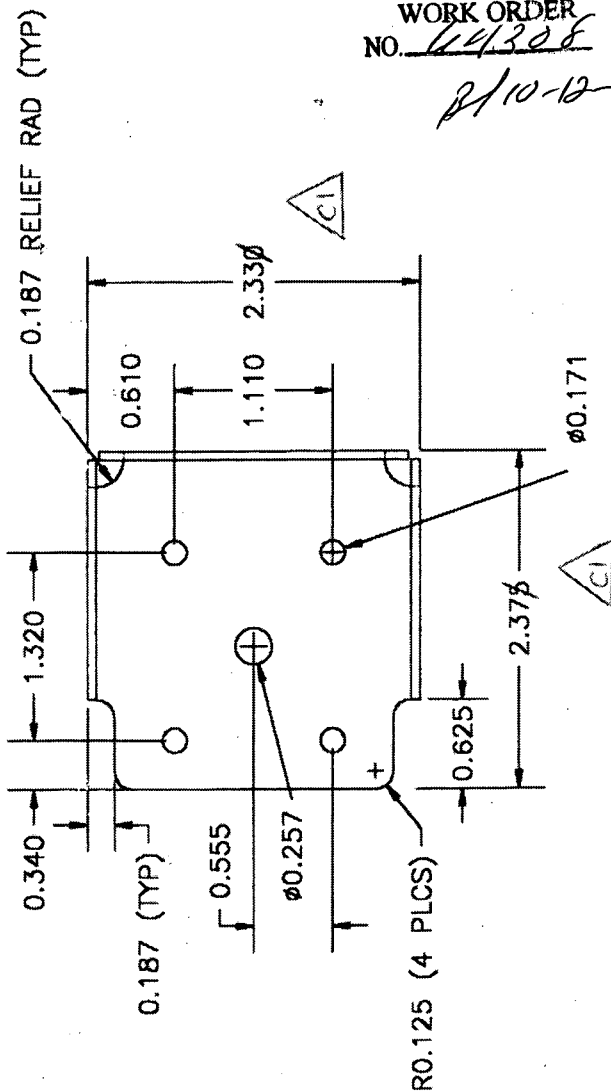 WORK ORDER
NO. 44308
10-12-
0.187 RELIEF RAD (TYP)
C1
0.340
1.320
0.610
1.110
2.330
0.187 (TYP)
0.555
ø0.257
ø0.171
R0.125 (4 PLCS)
0.625
2.375
C1